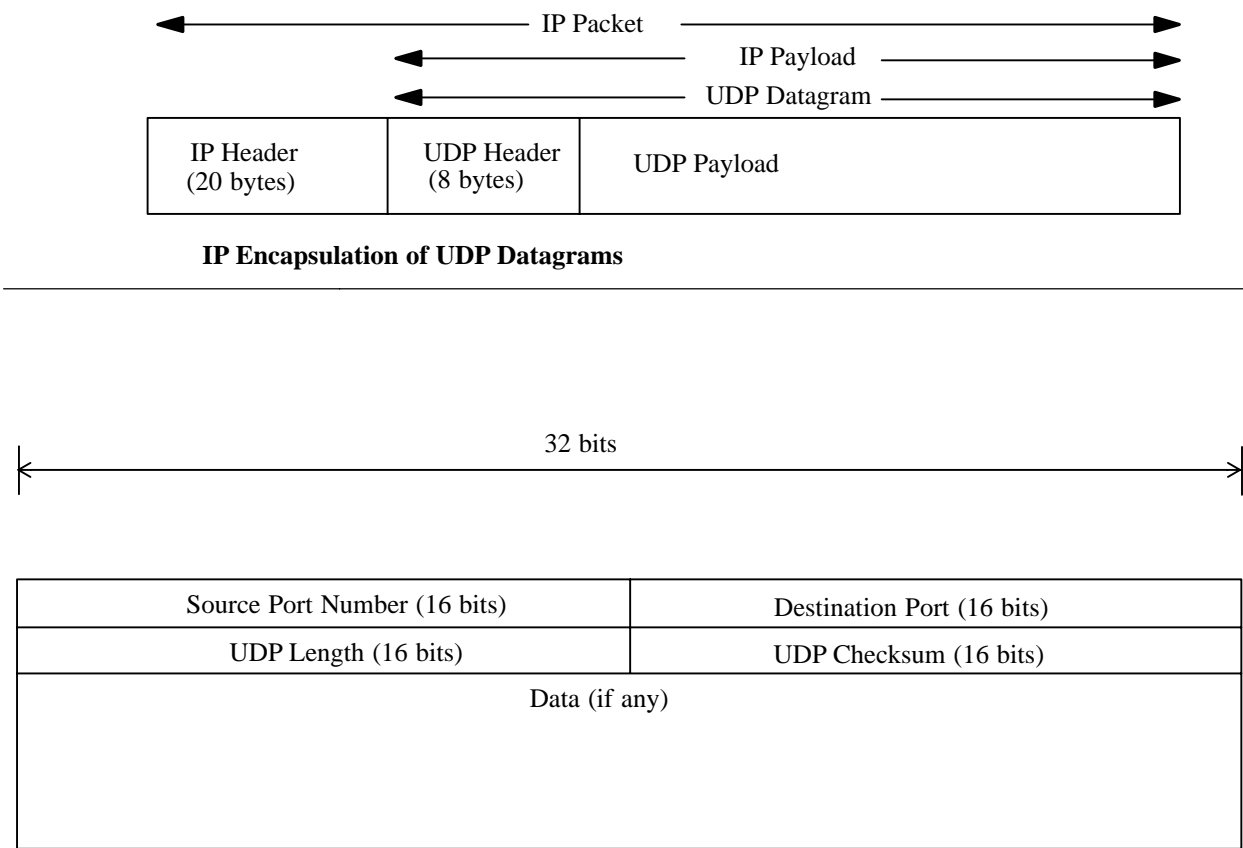 IP Packet
IP Payload
UDP Datagram
IP Header
(20 bytes)
UDP Header
(8 bytes)
UDP Payload
IP Encapsulation of UDP Datagrams
32 bits
Source Port Number (16 bits)
Destination Port (16 bits)
UDP Length (16 bits)
UDP Checksum (16 bits)
Data (if any)